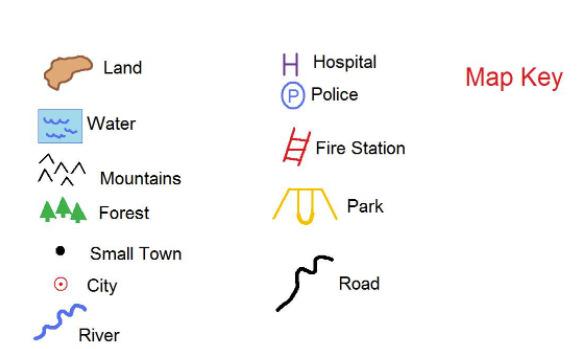 Map Key
Land
Water
Mountains
Forest
Small Town
City
River
H Hospital
P Police
Fire Station
Park
Road